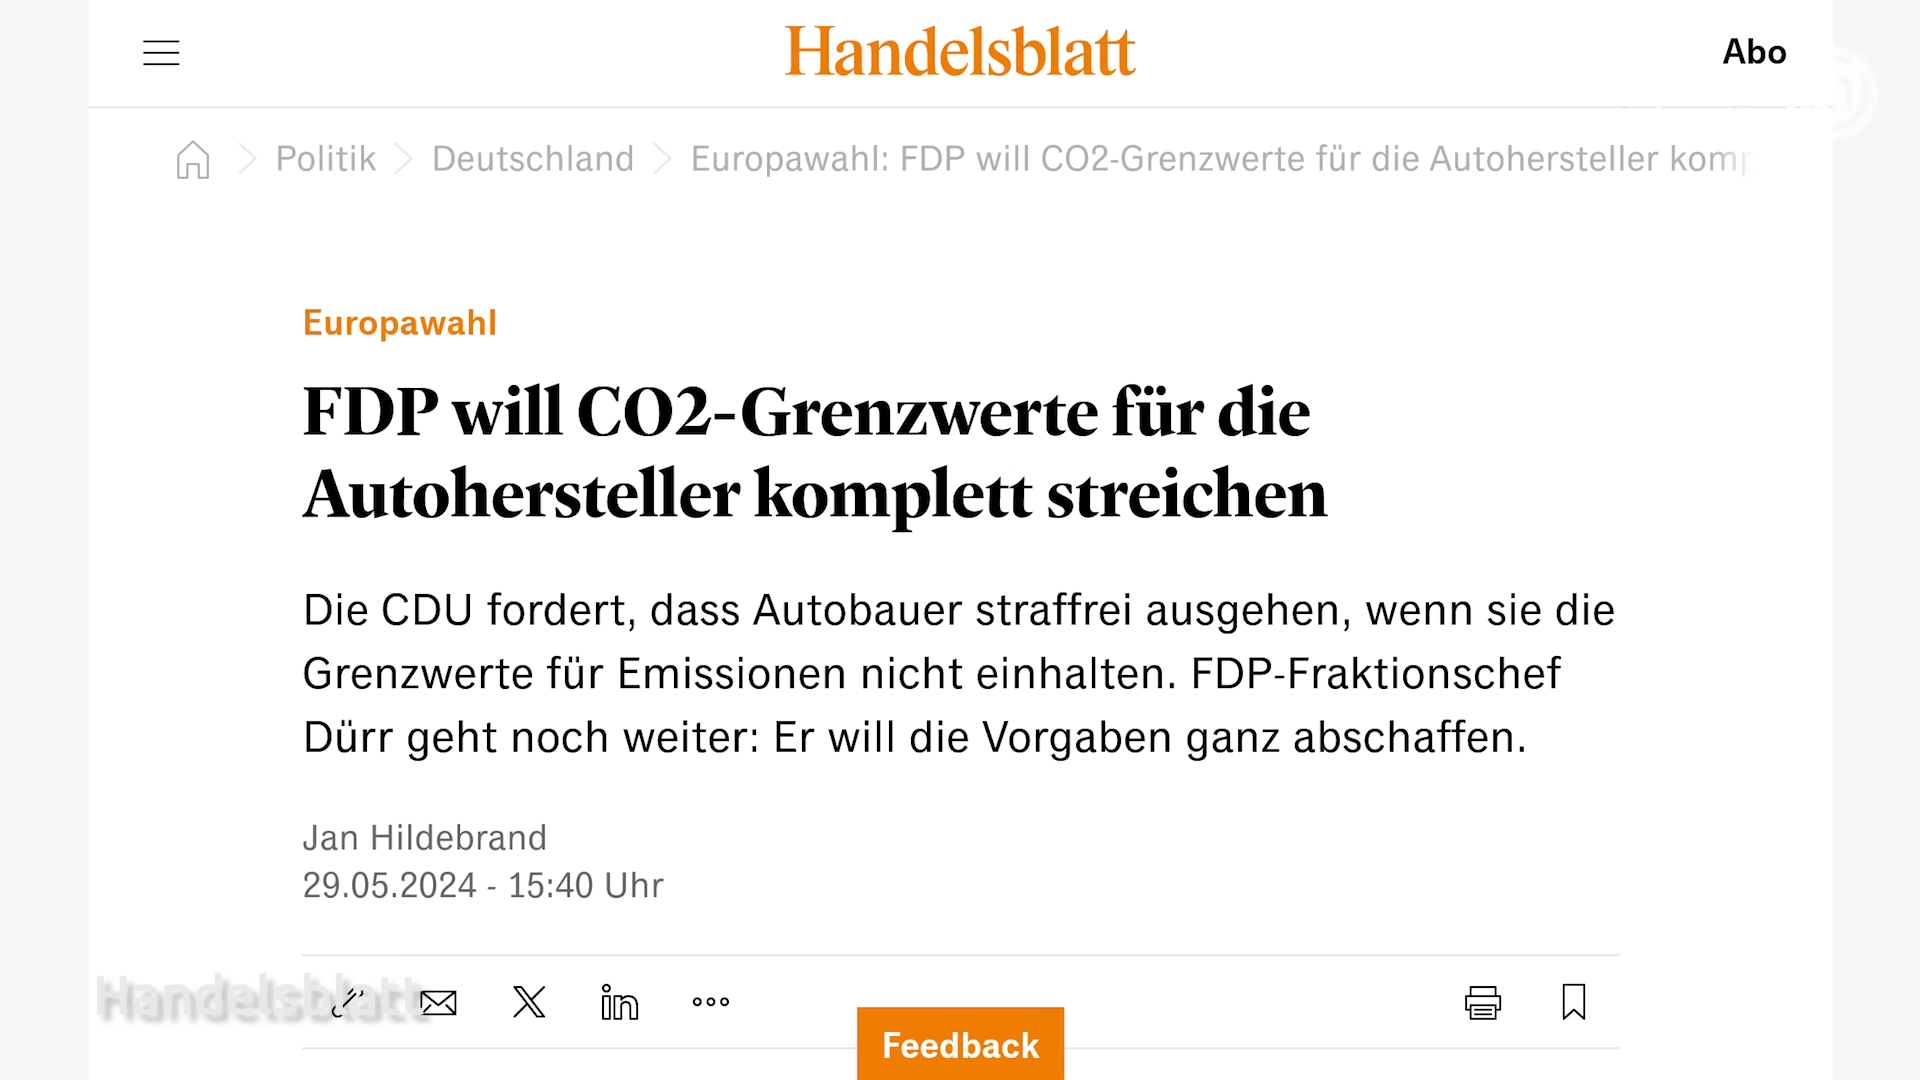 Handelsblatt
Abo
Politik
Deutschland
Europawahl: FDP will CO2-Grenzwerte für die Autohersteller komp
Europawahl
FDP will CO2-Grenzwerte für die
Autohersteller komplett streichen
Die CDU fordert, dass Autobauer straffrei ausgehen, wenn sie die
Grenzwerte für Emissionen nicht einhalten. FDP-Fraktionschef
Dürr geht noch weiter: Er will die Vorgaben ganz abschaffen.
Jan Hildebrand
29.05.2024 - 15:40 Uhr
Handelsblatt
Feedback